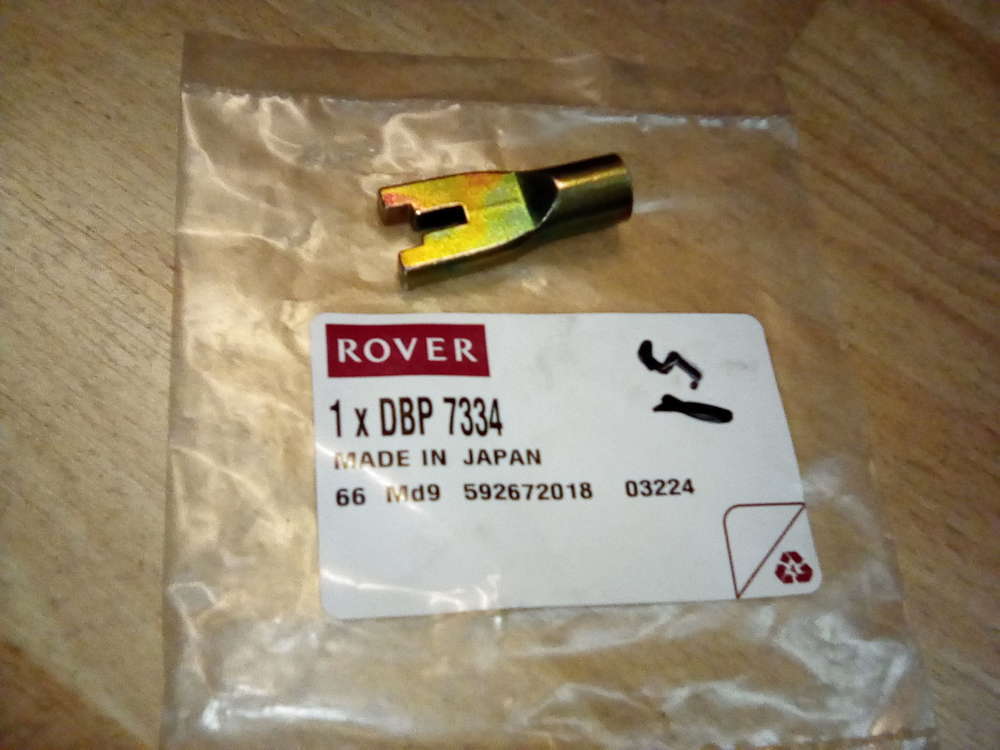 ROVER
1 x DBP 7334
MADE IN JAPAN
66 Md9 592672018 03224